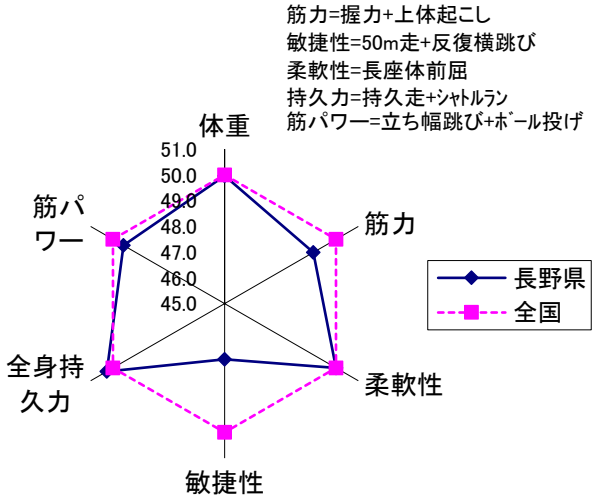 筋力=握力+上体起こし
敏捷性=50m走+反復横跳び
柔軟性=長座体前屈
持久力=持久走+ｼｬﾄﾙﾗﾝ
筋パワー=立ち幅跳び+ﾎﾞｰﾙ投げ
体重
51.0
50.0
49.0
48.0
47.0
46.0
45.0
筋パ
ワー
筋力
長野県
全国
全身持
久力
柔軟性
敏捷性